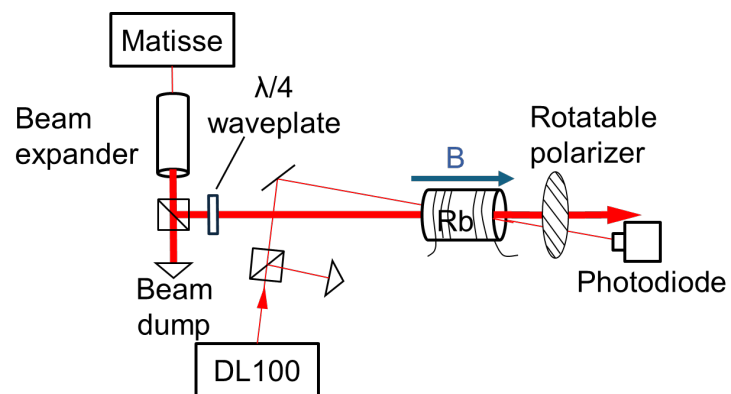 Matisse
λ/4
waveplate
Beam
expander
Rotatable
polarizer
B
Rb
Photodiode
Beam
dump
DL100